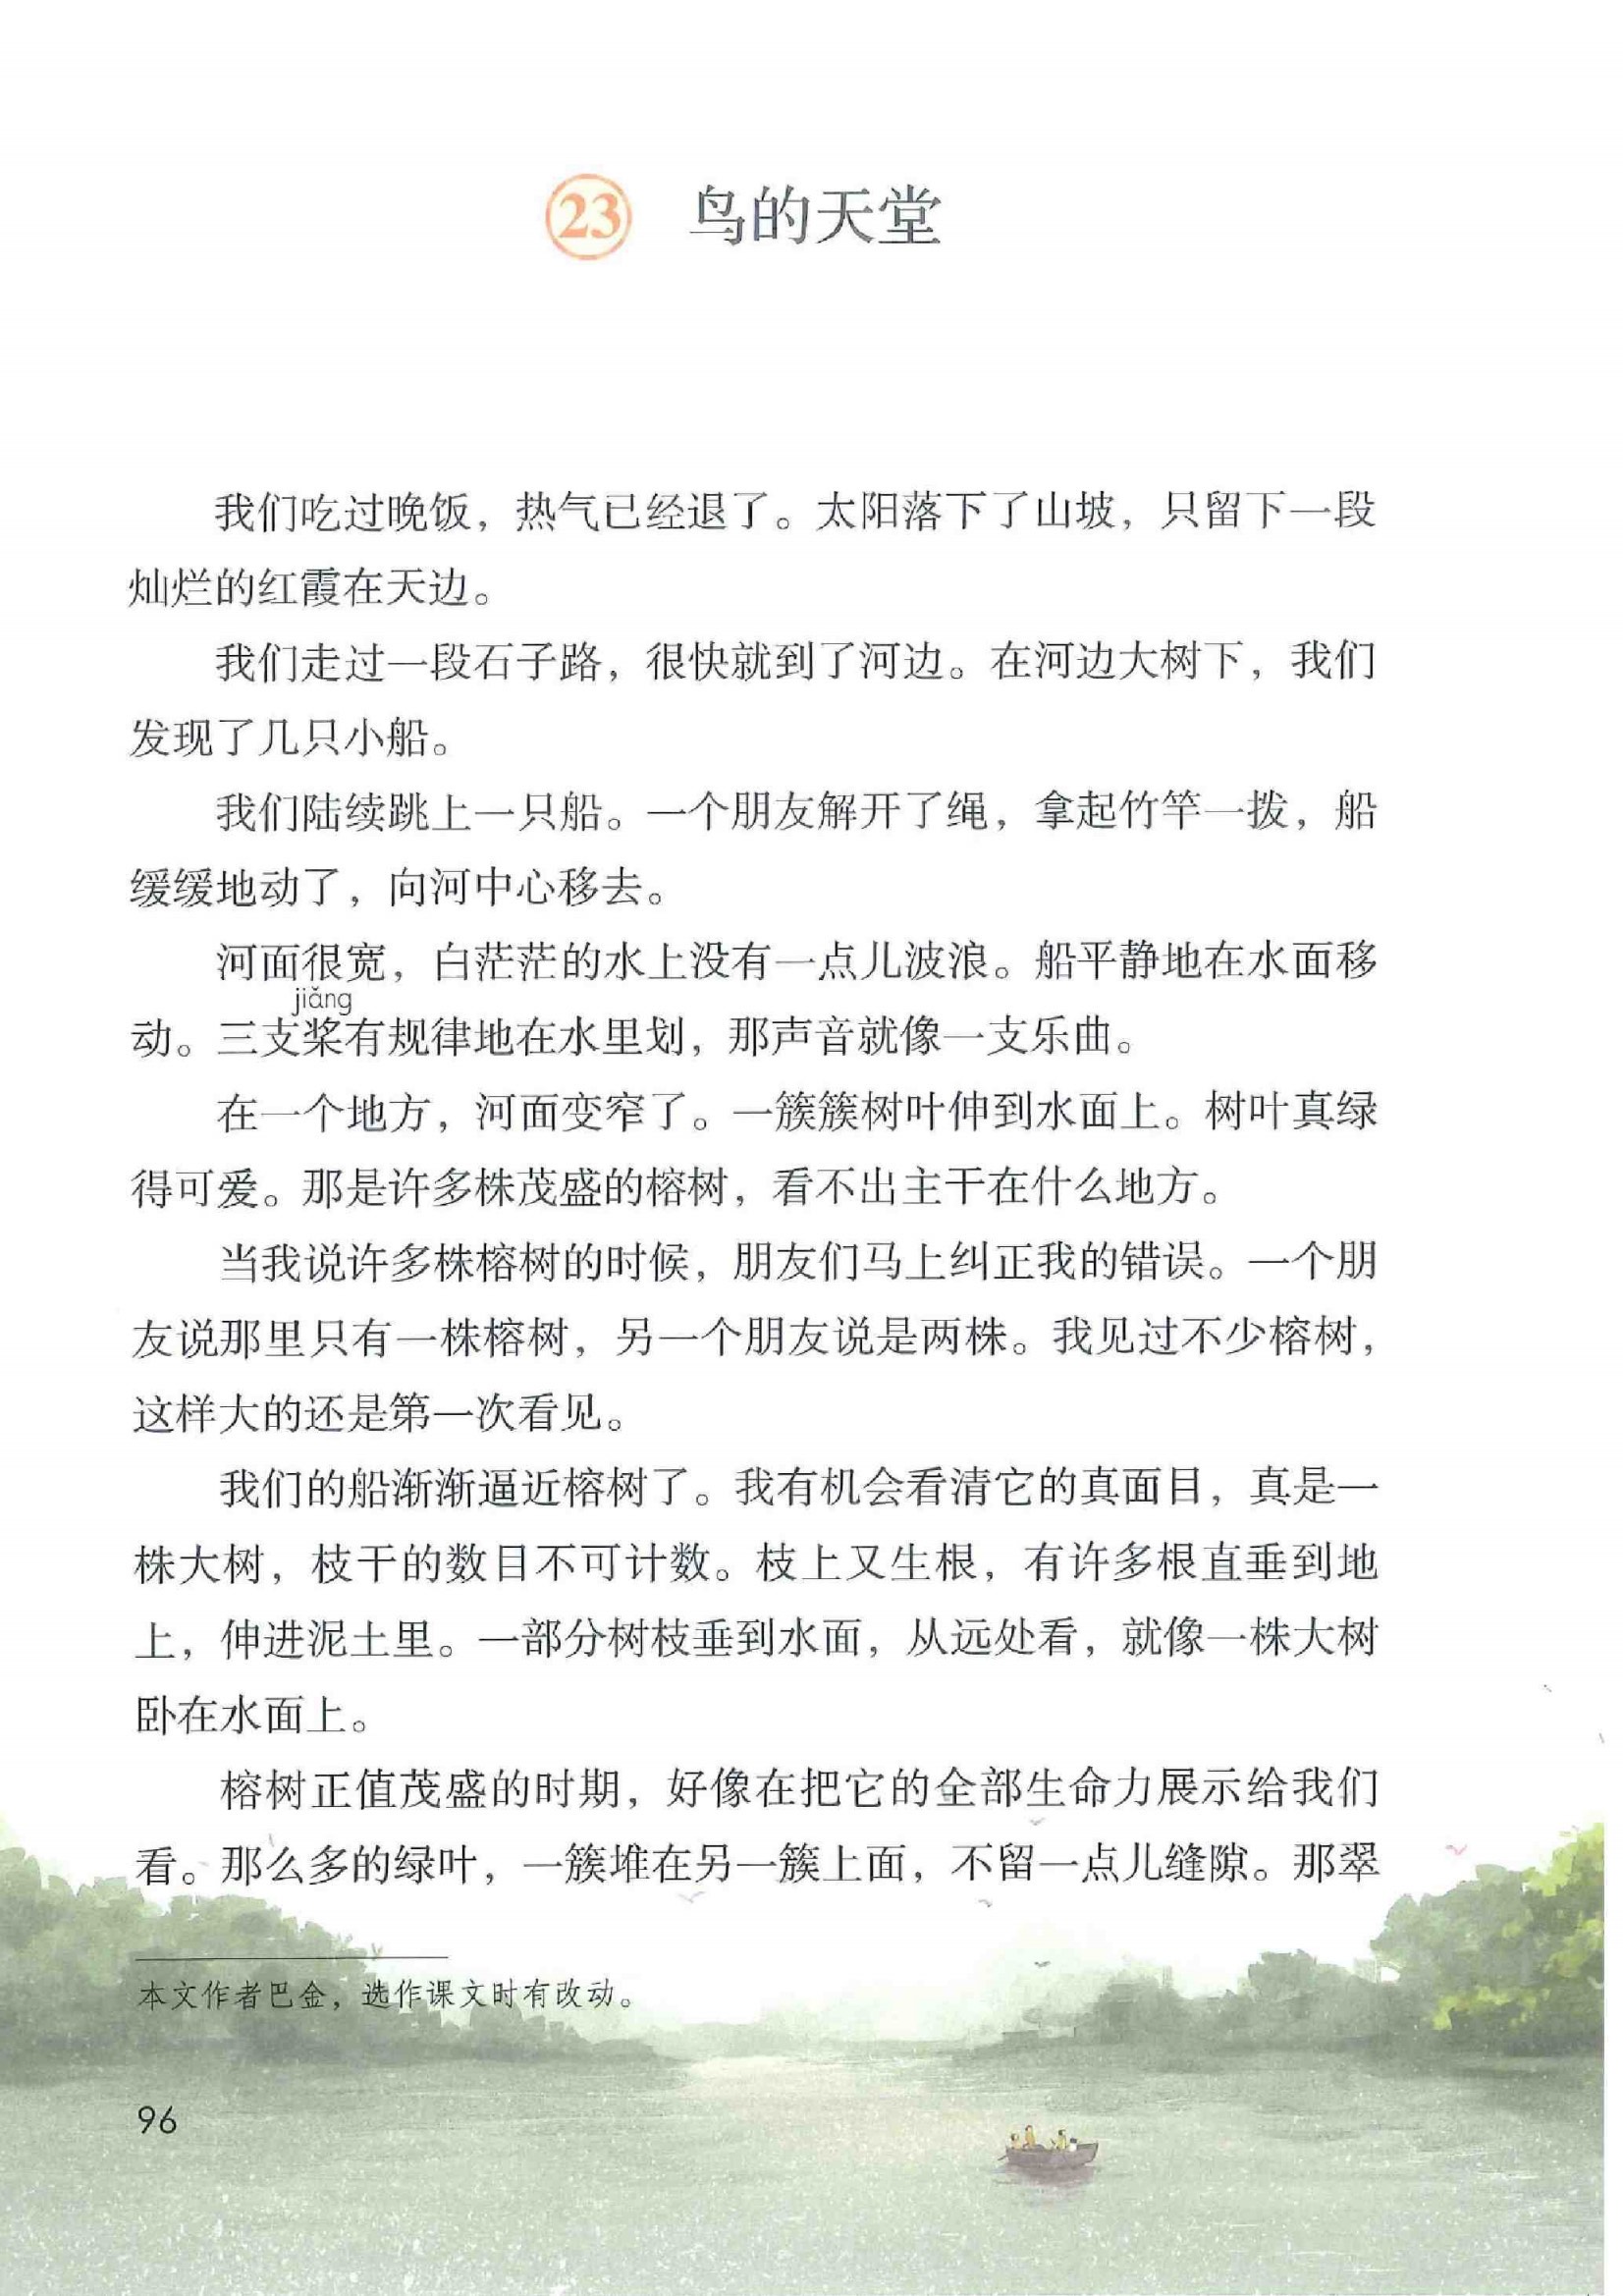 23 鸟的天堂
我们吃过晚饭，热气已经退了。太阳落下了山坡，只留下一段
灿烂的红霞在天边。
我们走过一段石子路，很快就到了河边。在河边大树下，我们
发现了几只小船。
我们陆续跳上一只船。一个朋友解开了绳，拿起竹竿一拨，船
缓缓地动了，向河中心移去。
河面很宽，白茫茫的水上没有一点儿波浪。船平静地在水面移
jiǎng
动。三支桨有规律地在水里划，那声音就像一支乐曲。
在一个地方，河面变窄了。一簇簇树叶伸到水面上。树叶真绿
得可爱。那是许多株茂盛的榕树，看不出主干在什么地方。
当我说许多株榕树的时候，朋友们马上纠正我的错误。一个朋
友说那里只有一株榕树，另一个朋友说是两株。我见过不少榕树，
这样大的还是第一次看见。
我们的船渐渐逼近榕树了。我有机会看清它的真面目，真是一
株大树，枝干的数目不可计数。枝上又生根，有许多根直垂到地
上，伸进泥土里。一部分树枝垂到水面，从远处看，就像一株大树
卧在水面上。
榕树正值茂盛的时期，好像在把它的全部生命力展示给我们
看。那么多的绿叶，一簇堆在另一簇上面，不留一点儿缝隙。那翠
本文作者巴金，选作课文时有改动。
96